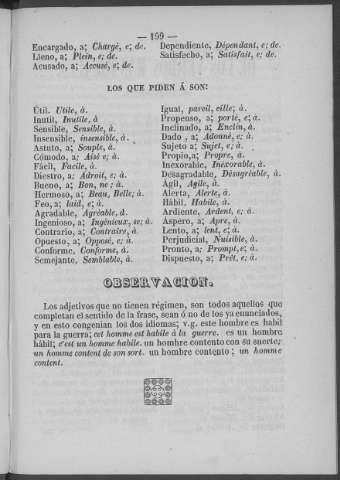 — 199 —
Encargado, a; Chargé, e; de.
Lleno, a; Plein, e; de.
Acusado, a; Accusé, e; de.
Dependiente, Dépendant, e; de.
Satisfecho, a; Satisfait, e; de.
LOS QUE PIDEN Á SON:
Útil. Utile, à.
Inutil, Inutile, à
Sensible, Sensible, à.
Insensible, insensible, à.
Astuto, a; Souple, à.
Cómodo, a; Aisé e; à.
Fácil, Facile, à.
Diestro, a; Adroit, e; à.
Bueno, a; Bon, ne; à.
Hermoso, a; Beau, Belle; à.
Feo, a; laid, e; à.
Agradable, Agréable, à.
Ingenioso, a; Ingénieux, se; à.
Contrario, a; Contraire, à.
Opuesto, a; Opposé, e; à.
Conforme, Conforme, à.
Semejante, Semblable, à.
Igual, pareil, eille; à.
Propenso, a; porté, e; à.
Inclinado, a; Enclin, à.
Dado, a; Adonné, e; à.
Sujeto a; Sujet, e; à.
Propio,a; Propre, à.
Inexorable, Inéxorable, à.
Desagradable, Désagréable, à.
Ágil, Agile, à.
Alerta, Alerte, à.
Hábil, Habile, à.
Ardiente, Ardent, e; à.
Áspero, a; Apre, à.
Lento, a; lent, e; à.
Perjudicial, Nuisible, à.
Pronto, a; Prompt,e; à.
Dispuesto, a; Prêt, e; à.
OBSERVACION.
Los adjetivos que no tienen régimen, son todos aquellos que
completan el sentido de la frase, sean ó no de los ya enunciados,
y en esto congenian los dos idiomas; v.g. este hombre es habil
para la guerra; cet homme est habile à la guerre. es un hombre
hábil; c'est un homme habile. un hombre contento con su suerte;
un homme content de son sort. un hombre contento; un homme
content.